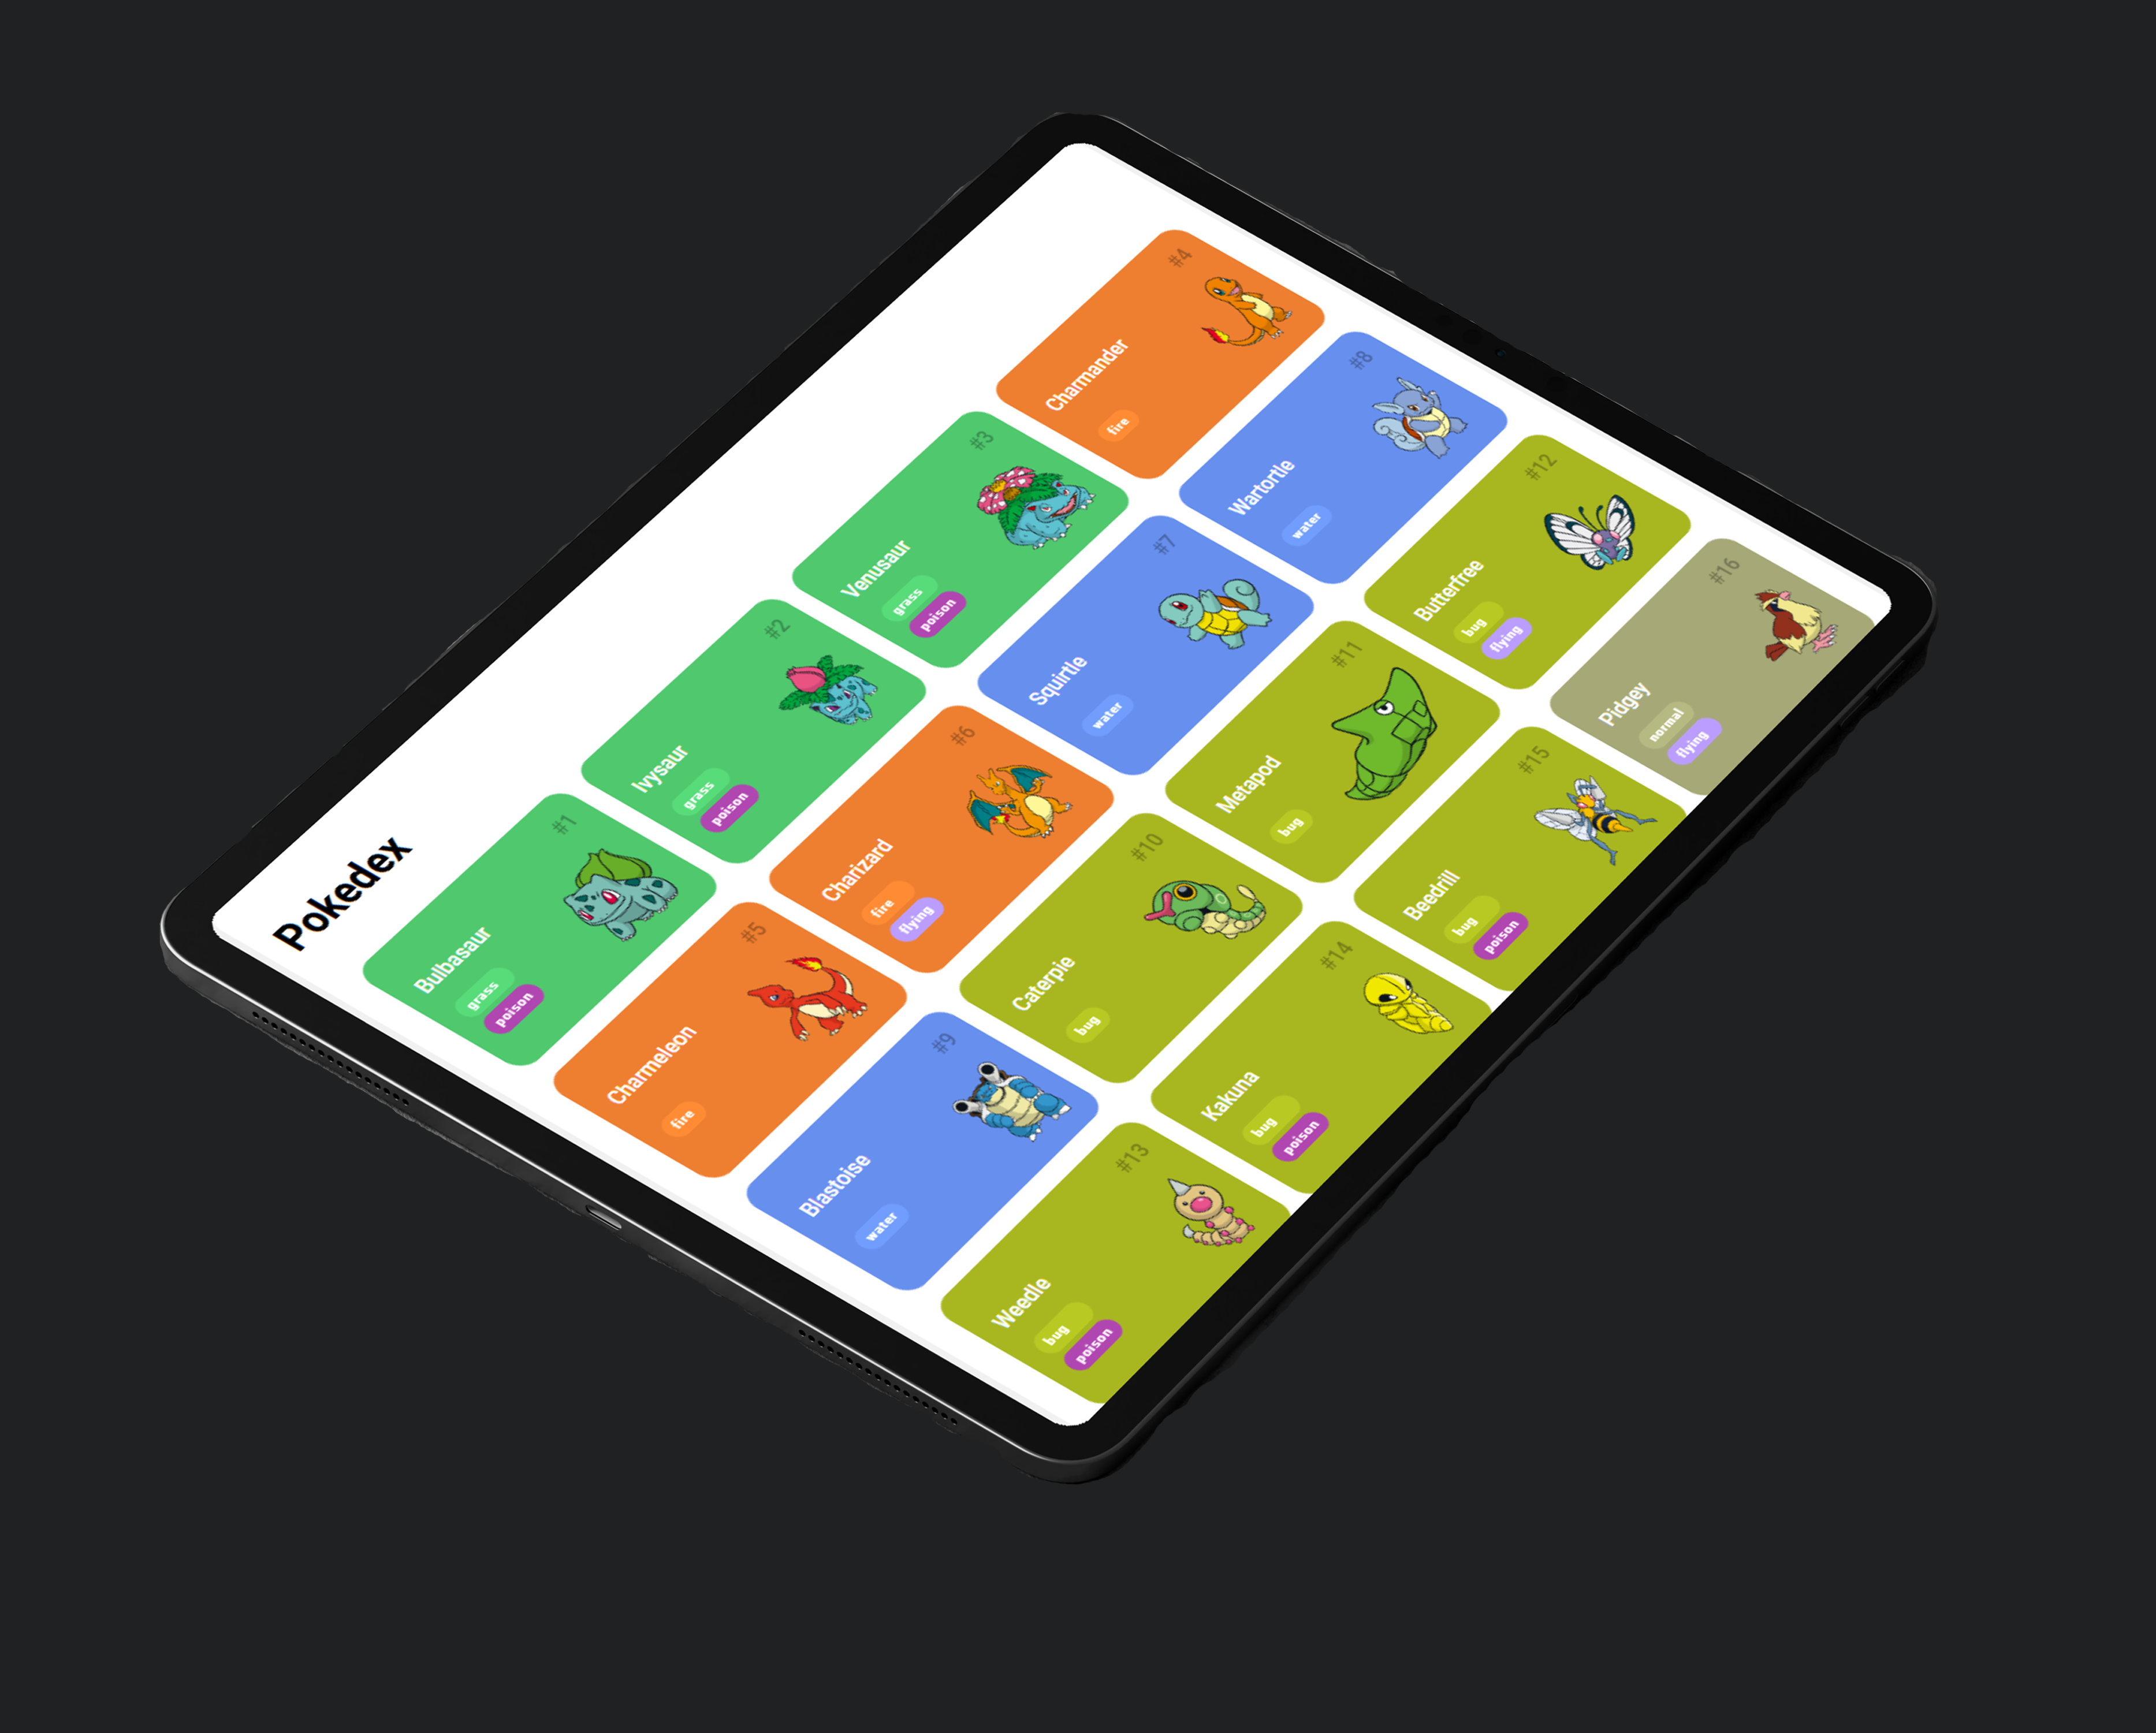 Pokedex
#1
Bulbasaur
grass
poison
#2
Ivysaur
grass
poison
#3
Venusaur
grass
poison
#4
Charmander
fire
#5
Charmeleon
fire
#6
Charizard
fire
flying
#7
Squirtle
water
#8
Wartortle
water
#9
Blastoise
water
#10
Caterpie
bug
#11
Metapod
bug
#12
Butterfree
bug
flying
#13
Weedle
bug
poison
#14
Kakuna
bug
poison
#15
Beedrill
bug
poison
#16
Pidgey
normal
flying